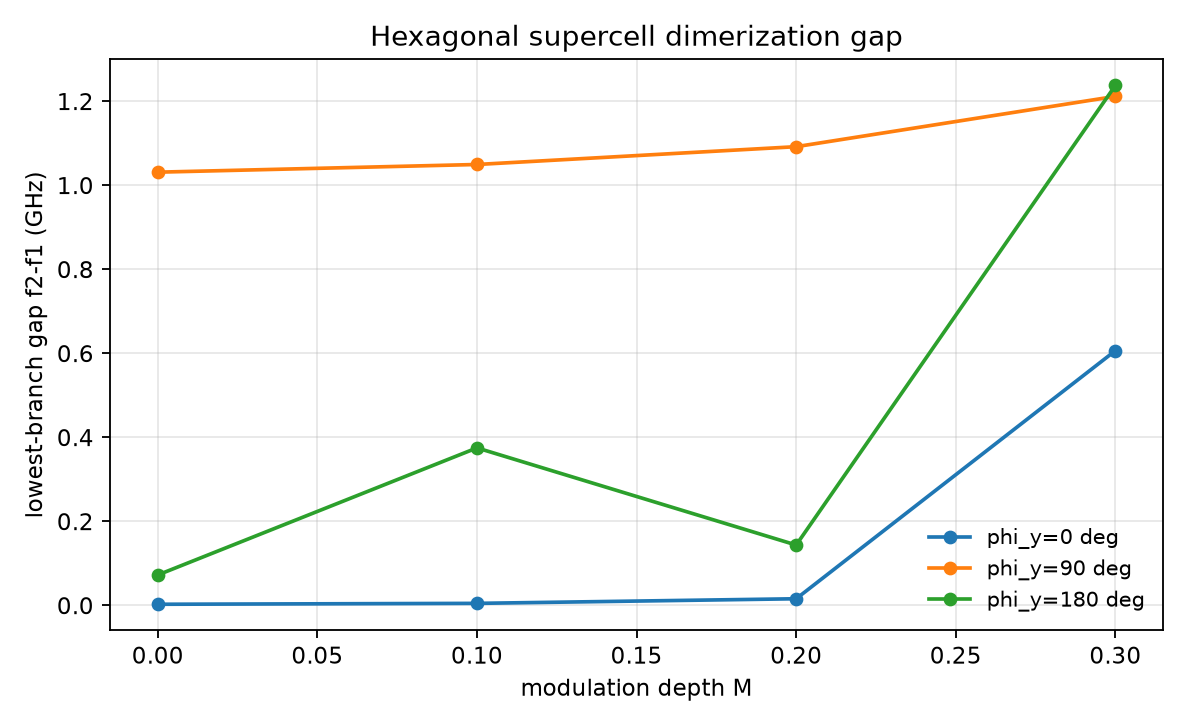 Hexagonal supercell dimerization gap
lowest-branch gap f2-f1 (GHz)
1.2
1.0
0.8
0.6
0.4
0.2
0.0
phi_y=0 deg
phi_y=90 deg
phi_y=180 deg
0.00 0.05 0.10 0.15 0.20 0.25 0.30
modulation depth M